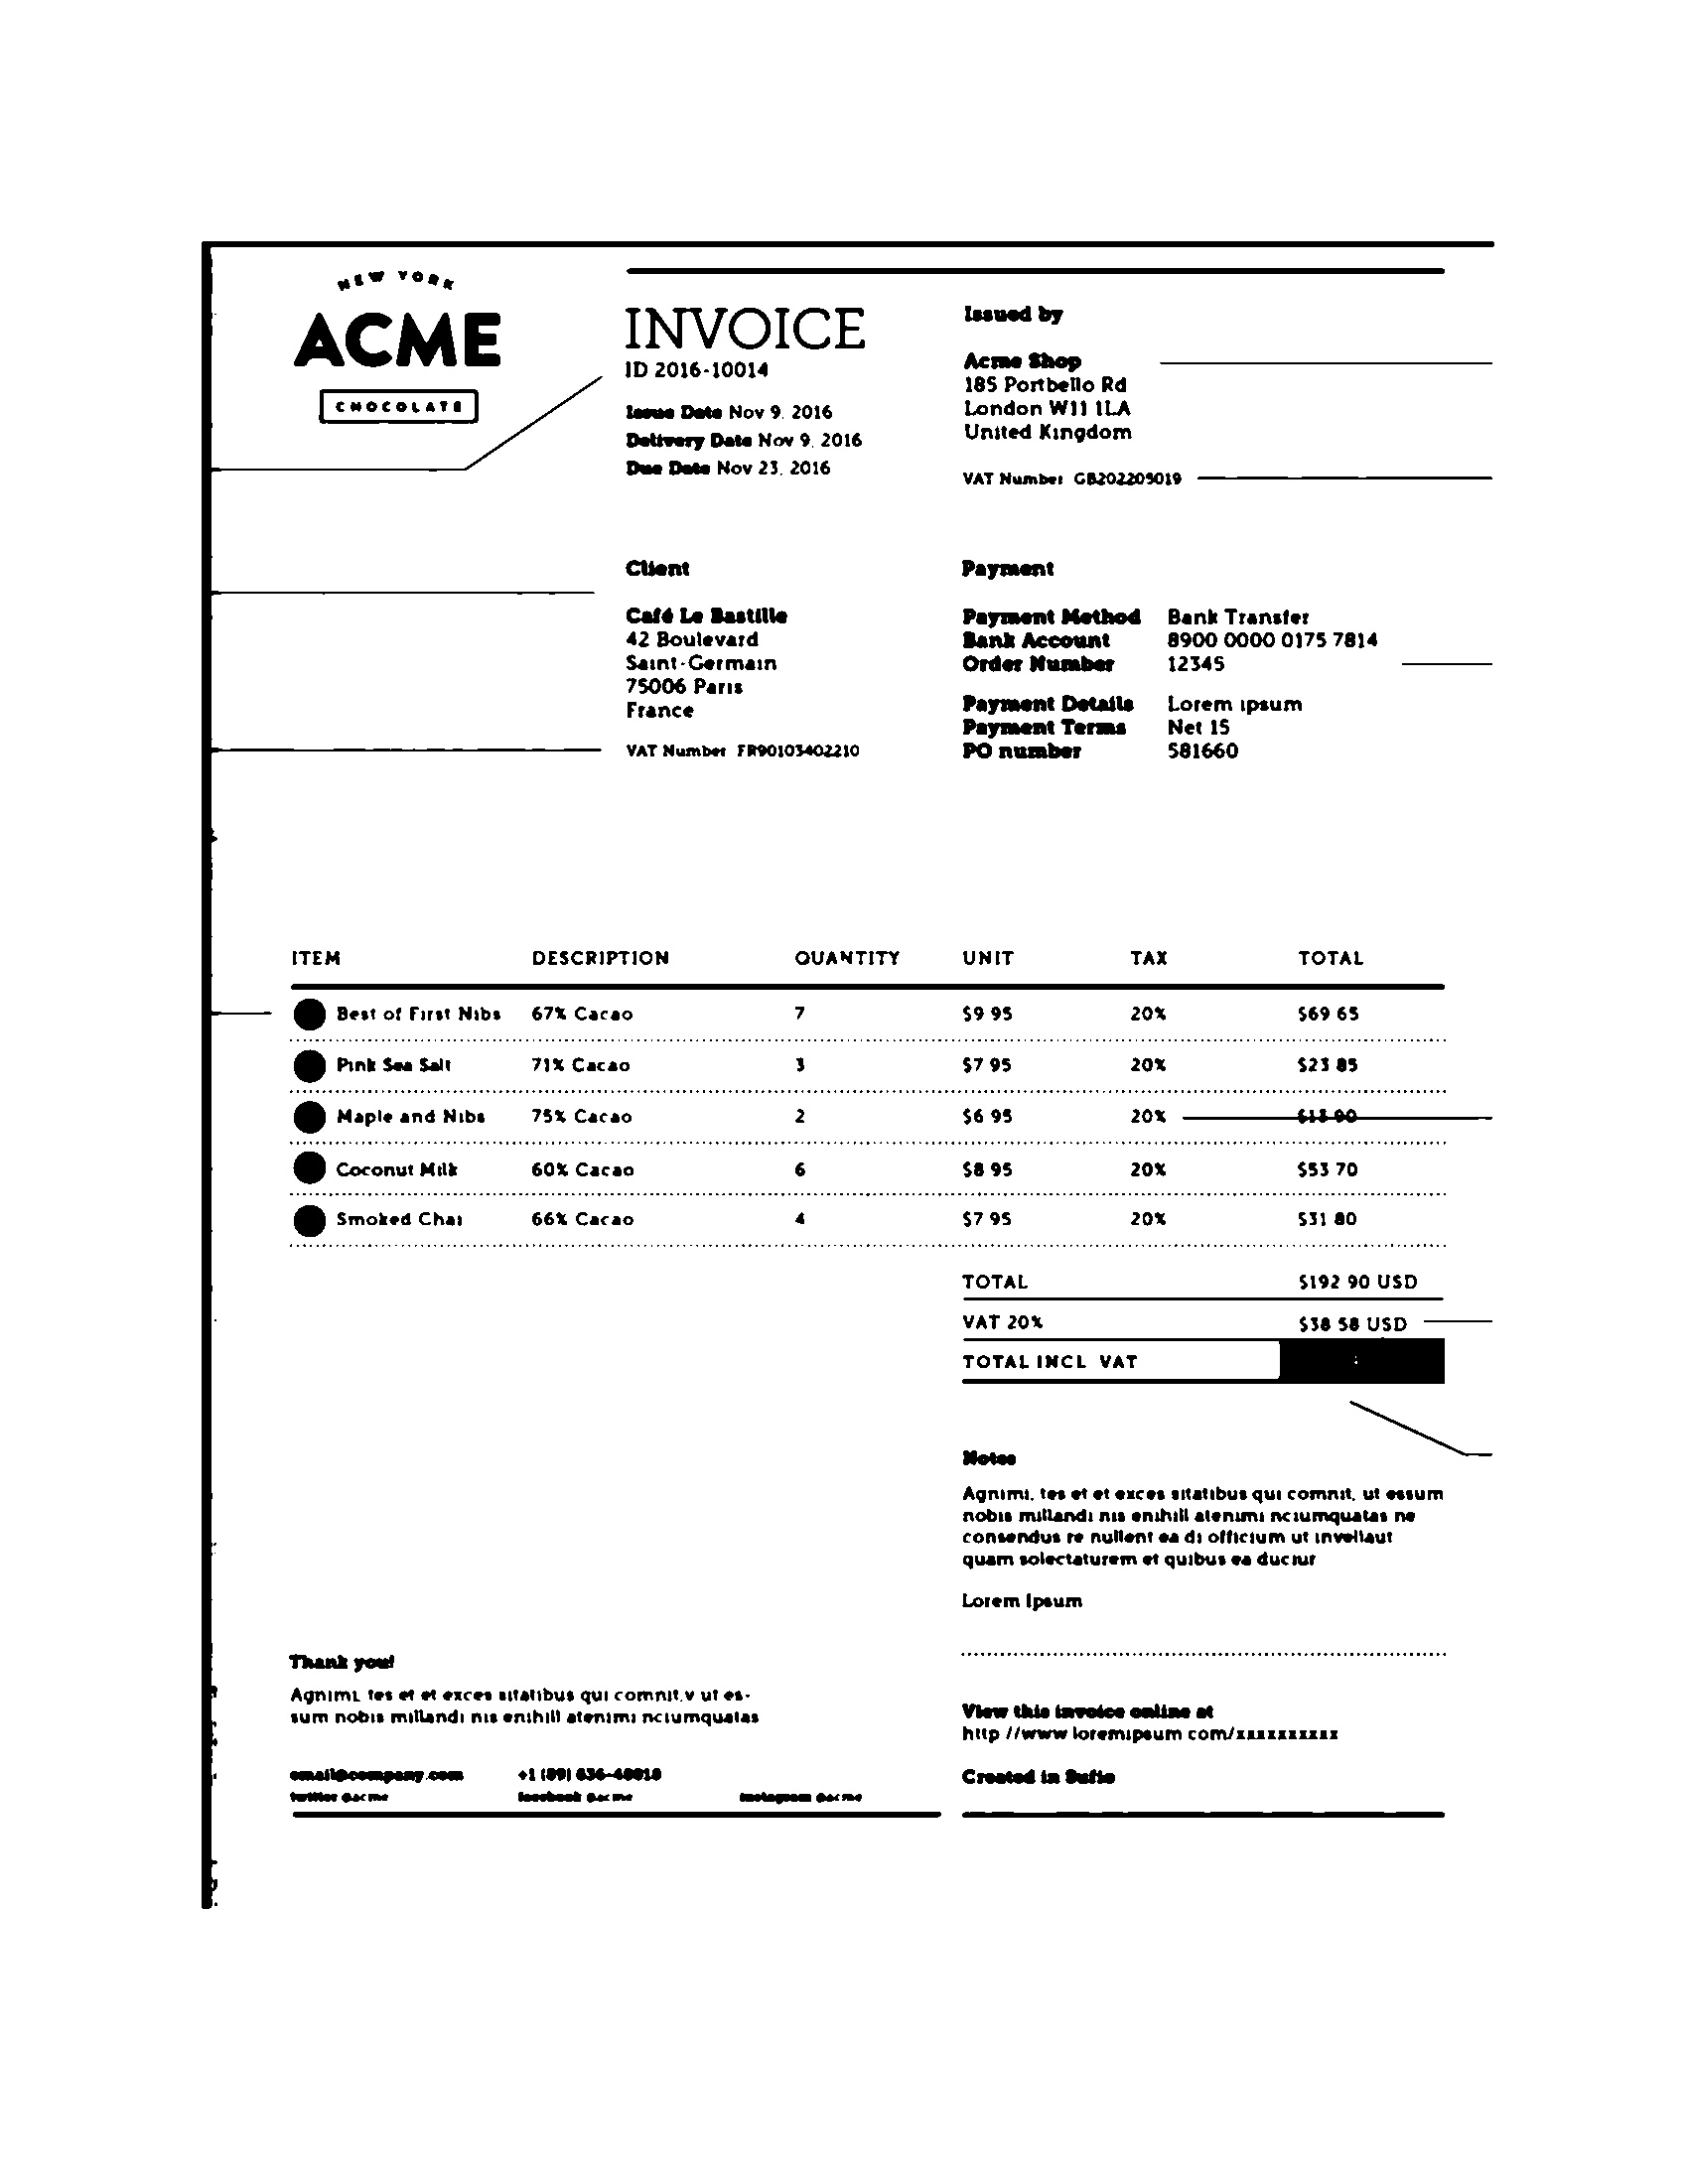 NEW YORK
ACME
CHOCOLATE
INVOICE
ID 2016-10014
Issue Date Nov 9, 2016
Delivery Date Nov 9, 2016
Due Date Nov 23, 2016
Issued by
Acme Shop
185 Portbello Rd
London W11 1LA
United Kingdom
VAT Number GB202205019
Client
Café Le Bastille
42 Boulevard
Saint-Germain
75006 Paris
France
VAT Number FR90103402210
Payment
Payment Method Bank Transfer
Bank Account 8900 0000 0175 7814
Order Number 12345
Payment Details Lorem ipsum
Payment Terms Net 15
PO number 581660
ITEM DESCRIPTION QUANTITY UNIT TAX TOTAL
Best of First Nibs 67% Cacao 7 $9 95 20% $69 65
Pink Sea Salt 71% Cacao 3 $7 95 20% $23 85
Maple and Nibs 75% Cacao 2 $6 95 20% $13 90
Coconut Milk 60% Cacao 6 $8 95 20% $53 70
Smoked Chai 66% Cacao 4 $7 95 20% $31 80
TOTAL $192 90 USD
VAT 20% $38 58 USD
TOTAL INCL VAT
Notes
Agnimi, tes et et exces sitatibus qui comnit, ut essum
nobis millandi nis enihill atenimi nciumquatas ne
consendus re nullent ea di officium ut invellaut
quam solectaturem et quibus ea duciur
Lorem Ipsum
Thank you!
Agnimi, tes et et exces sitatibus qui comnit,v ut es-
sum nobis millandi nis enihill atenimi nciumquatas
email@company.com +1 (89) 636-48018
twitter @acme facebook @acme instagram @acme
View this invoice online at
http //www loremipsum com/xxxxxxxxxx
Created in Sufio